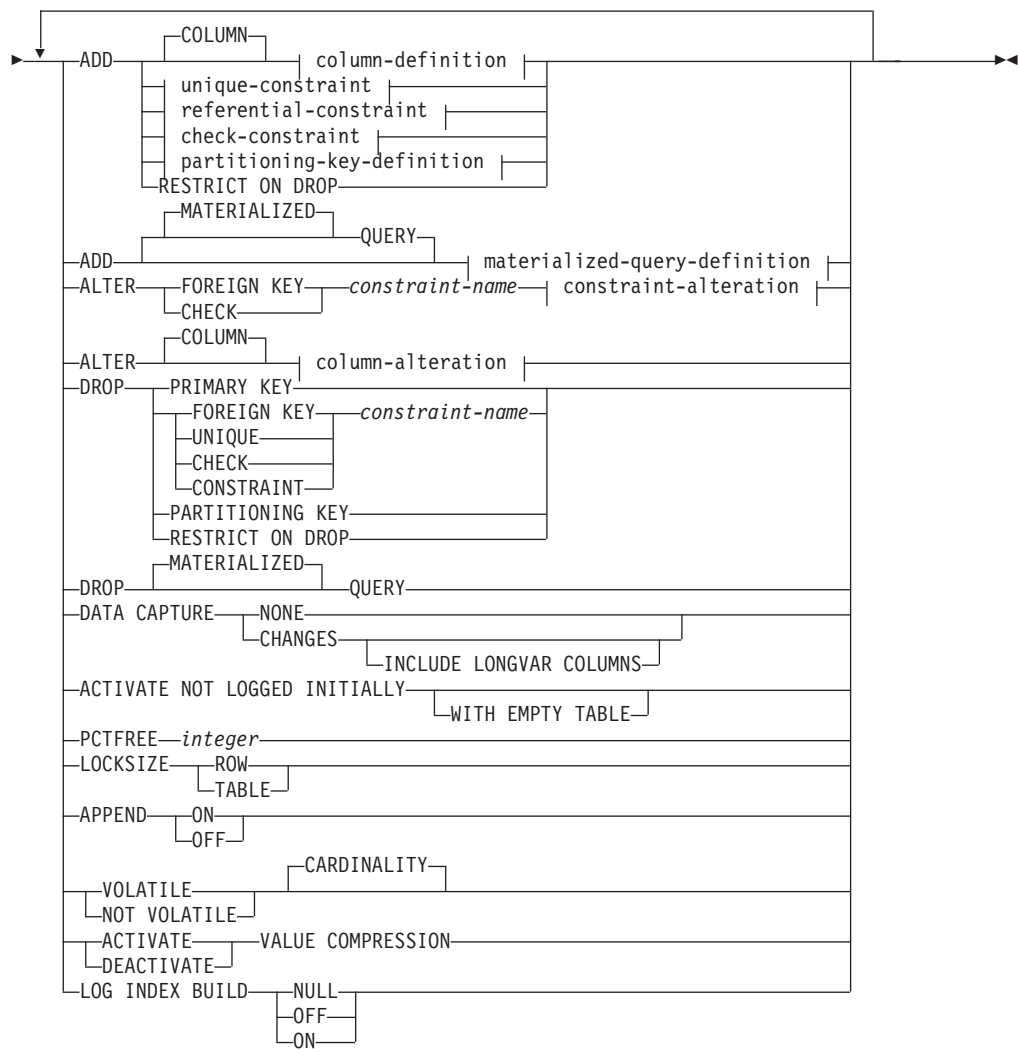 COLUMN
ADD column-definition
unique-constraint
referential-constraint
check-constraint
partitioning-key-definition
RESTRICT ON DROP
MATERIALIZED
QUERY
ADD materialized-query-definition
ALTER FOREIGN KEY constraint-name constraint-alteration
CHECK
COLUMN
ALTER column-alteration
DROP PRIMARY KEY
FOREIGN KEY constraint-name
UNIQUE
CHECK
CONSTRAINT
PARTITIONING KEY
RESTRICT ON DROP
MATERIALIZED
DROP QUERY
DATA CAPTURE NONE
CHANGES
INCLUDE LONGVAR COLUMNS
ACTIVATE NOT LOGGED INITIALLY
WITH EMPTY TABLE
PCTFREE integer
LOCKSIZE ROW
TABLE
APPEND ON
OFF
CARDINALITY
VOLATILE
NOT VOLATILE
ACTIVATE VALUE COMPRESSION
DEACTIVATE
LOG INDEX BUILD NULL
OFF
ON